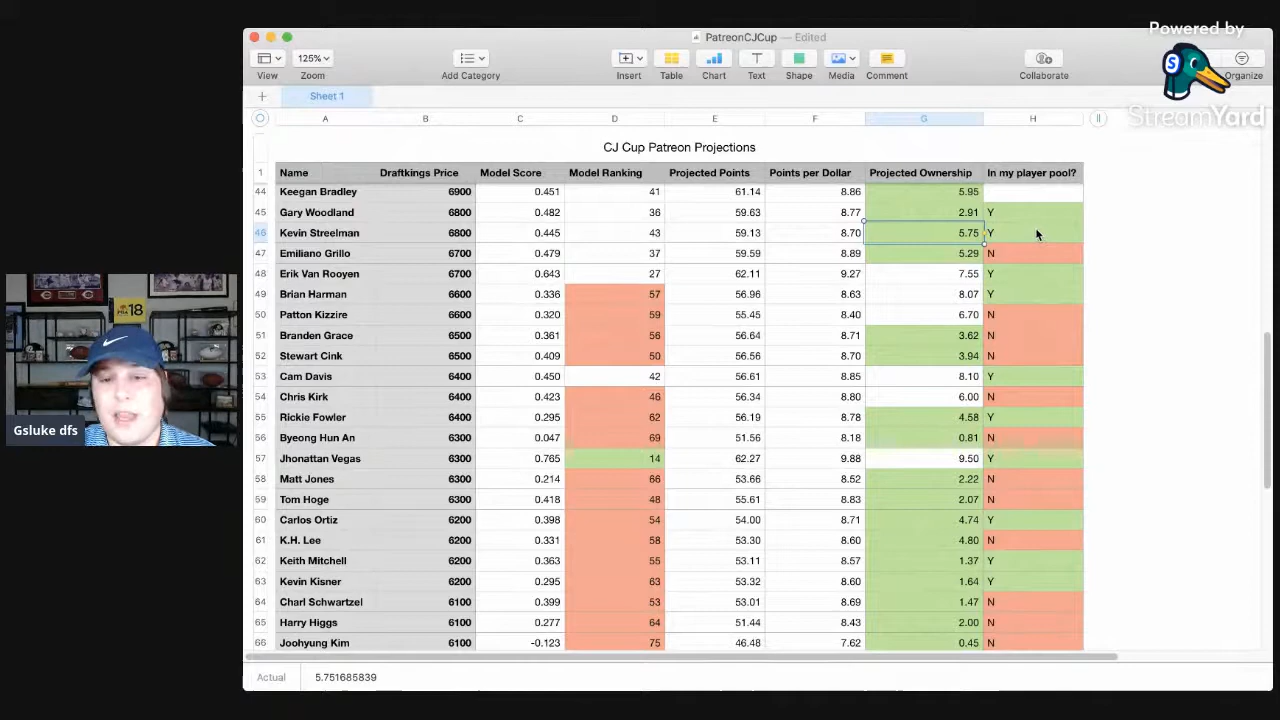 Powered by
StreamYard
PatreonCJCup — Edited
125%
View Zoom Add Category Insert Table Chart Text Shape Media Comment Collaborate Organize
+ Sheet 1
A B C D E F G H
CJ Cup Patreon Projections
1 Name Draftkings Price Model Score Model Ranking Projected Points Points per Dollar Projected Ownership In my player pool?
44 Keegan Bradley 6900 0.451 41 61.14 8.86 5.95
45 Gary Woodland 6800 0.482 36 59.63 8.77 2.91 Y
46 Kevin Streelman 6800 0.445 43 59.13 8.70 5.75 Y
47 Emiliano Grillo 6700 0.479 37 59.59 8.89 5.29 N
48 Erik Van Rooyen 6700 0.643 27 62.11 9.27 7.55 Y
49 Brian Harman 6600 0.336 57 56.96 8.63 8.07 Y
50 Patton Kizzire 6600 0.320 59 55.45 8.40 6.70 N
51 Branden Grace 6500 0.361 56 56.64 8.71 3.62 N
52 Stewart Cink 6500 0.409 50 56.56 8.70 3.94 N
53 Cam Davis 6400 0.450 42 56.61 8.85 8.10 Y
54 Chris Kirk 6400 0.423 46 56.34 8.80 6.00 N
55 Rickie Fowler 6400 0.295 62 56.19 8.78 4.58 Y
56 Byeong Hun An 6300 0.047 69 51.56 8.18 0.81 N
57 Jhonattan Vegas 6300 0.765 14 62.27 9.88 9.50 Y
58 Matt Jones 6300 0.214 66 53.66 8.52 2.22 N
59 Tom Hoge 6300 0.418 48 55.61 8.83 2.07 N
60 Carlos Ortiz 6200 0.398 54 54.00 8.71 4.74 Y
61 K.H. Lee 6200 0.331 58 53.30 8.60 4.80 N
62 Keith Mitchell 6200 0.363 55 53.11 8.57 1.37 Y
63 Kevin Kisner 6200 0.295 63 53.32 8.60 1.64 Y
64 Charl Schwartzel 6100 0.399 53 53.01 8.69 1.47 N
65 Harry Higgs 6100 0.277 64 51.44 8.43 2.00 N
66 Joohyung Kim 6100 -0.123 75 46.48 7.62 0.45 N
Actual 5.751685839
18
Gsluke dfs